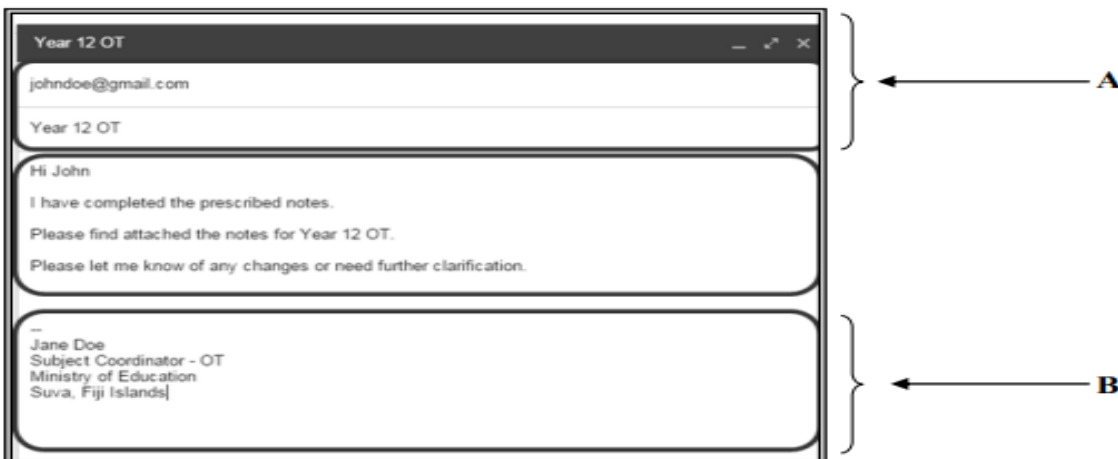 Year 12 OT
johndoe@gmail.com
A
Year 12 OT
Hi John
I have completed the prescribed notes.
Please find attached the notes for Year 12 OT.
Please let me know of any changes or need further clarification.
--
Jane Doe
Subject Coordinator - OT
Ministry of Education
B
Suva, Fiji Islands